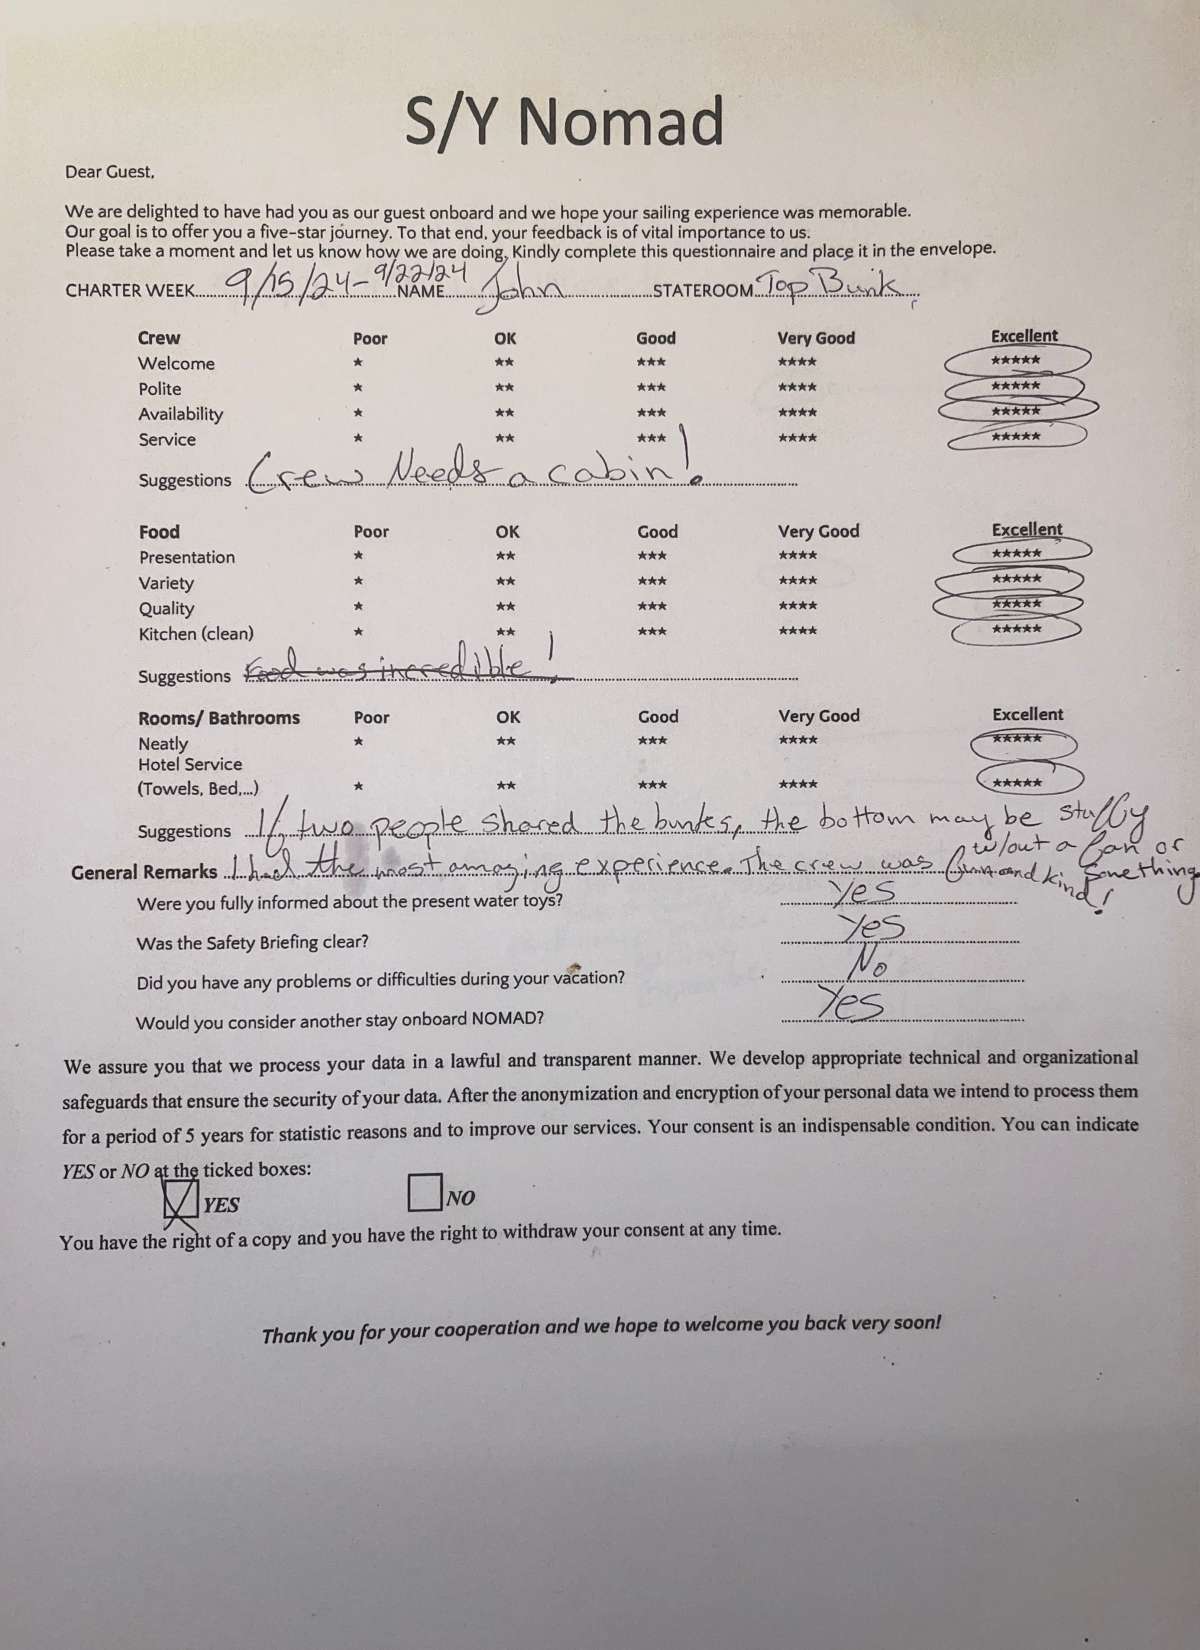 S/Y Nomad
Dear Guest,
We are delighted to have had you as our guest onboard and we hope your sailing experience was memorable.
Our goal is to offer you a five-star journey. To that end, your feedback is of vital importance to us.
Please take a moment and let us know how we are doing, Kindly complete this questionnaire and place it in the envelope.
CHARTER WEEK 9/15/24-9/22/24 NAME John STATEROOM Top Bunk
Crew Poor OK Good Very Good Excellent
Welcome ★ ★★ ★★★ ★★★★ ★★★★★
Polite ★ ★★ ★★★ ★★★★ ★★★★★
Availability ★ ★★ ★★★ ★★★★ ★★★★★
Service ★ ★★ ★★★ ★★★★ ★★★★★
Suggestions Crew Needs a cabin!
Food Poor OK Good Very Good Excellent
Presentation ★ ★★ ★★★ ★★★★ ★★★★★
Variety ★ ★★ ★★★ ★★★★ ★★★★★
Quality ★ ★★ ★★★ ★★★★ ★★★★★
Kitchen (clean) ★ ★★ ★★★ ★★★★ ★★★★★
Suggestions Food was incredible!
Rooms/ Bathrooms Poor OK Good Very Good Excellent
Neatly ★ ★★ ★★★ ★★★★ ★★★★★
Hotel Service
(Towels, Bed,...) ★ ★★ ★★★ ★★★★ ★★★★★
Suggestions If two people shared the bunks, the bottom may be stuffy
w/out a fan or
something
General Remarks I had the most amazing experience. The crew was fun and kind!
Were you fully informed about the present water toys? Yes
Was the Safety Briefing clear? Yes
Did you have any problems or difficulties during your vacation? No
Would you consider another stay onboard NOMAD? Yes
We assure you that we process your data in a lawful and transparent manner. We develop appropriate technical and organizational
safeguards that ensure the security of your data. After the anonymization and encryption of your personal data we intend to process them
for a period of 5 years for statistic reasons and to improve our services. Your consent is an indispensable condition. You can indicate
YES or NO at the ticked boxes:
YES NO
You have the right of a copy and you have the right to withdraw your consent at any time.
Thank you for your cooperation and we hope to welcome you back very soon!